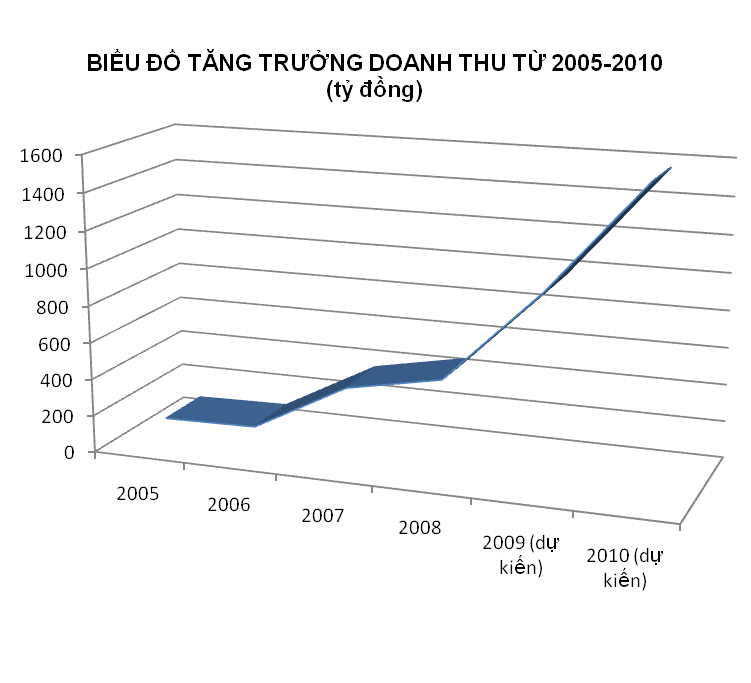 BIỂU ĐỒ TĂNG TRƯỞNG DOANH THU TỪ 2005-2010
(tỷ đồng)
1600
1400
1200
1000
800
600
400
200
0
2005
2006
2007
2008
2009 (dự
kiến)
2010 (dự
kiến)